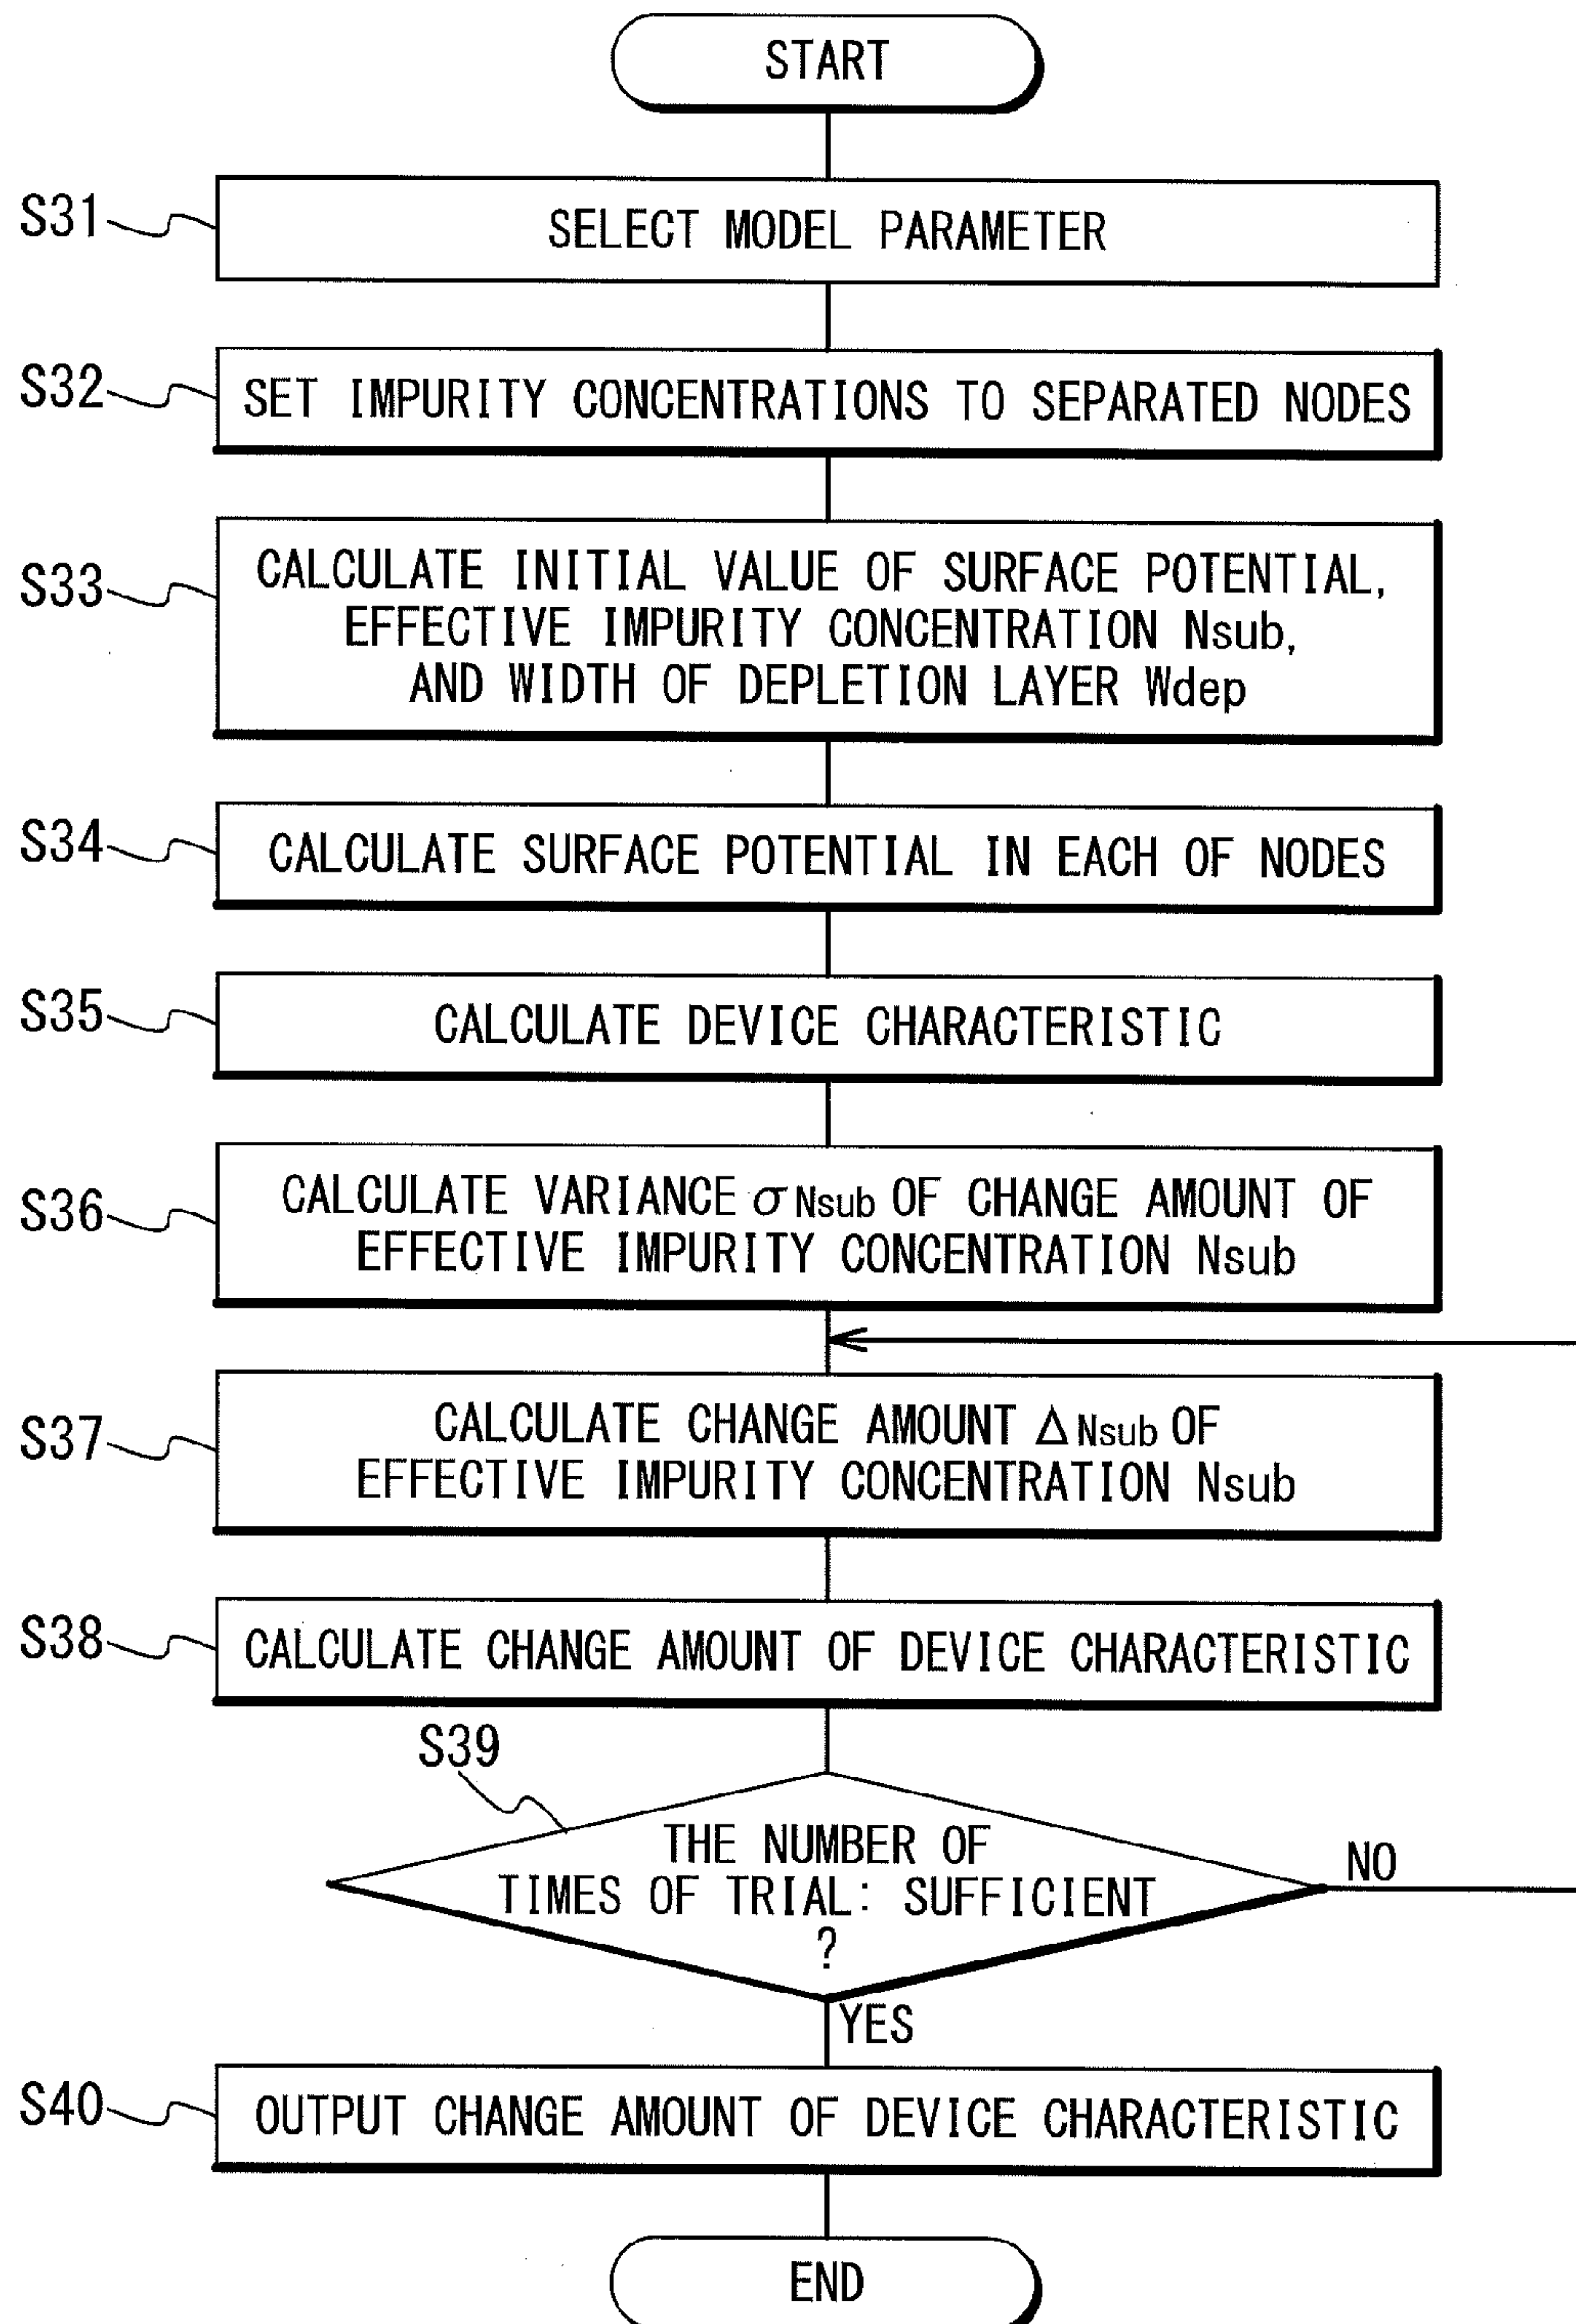 START
S31
SELECT MODEL PARAMETER
S32
SET IMPURITY CONCENTRATIONS TO SEPARATED NODES
S33
CALCULATE INITIAL VALUE OF SURFACE POTENTIAL,
EFFECTIVE IMPURITY CONCENTRATION Nsub,
AND WIDTH OF DEPLETION LAYER Wdep
S34
CALCULATE SURFACE POTENTIAL IN EACH OF NODES
S35
CALCULATE DEVICE CHARACTERISTIC
S36
CALCULATE VARIANCE σNsub OF CHANGE AMOUNT OF
EFFECTIVE IMPURITY CONCENTRATION Nsub
S37
CALCULATE CHANGE AMOUNT ΔNsub OF
EFFECTIVE IMPURITY CONCENTRATION Nsub
S38
CALCULATE CHANGE AMOUNT OF DEVICE CHARACTERISTIC
S39
THE NUMBER OF
TIMES OF TRIAL: SUFFICIENT
?
NO
YES
S40
OUTPUT CHANGE AMOUNT OF DEVICE CHARACTERISTIC
END